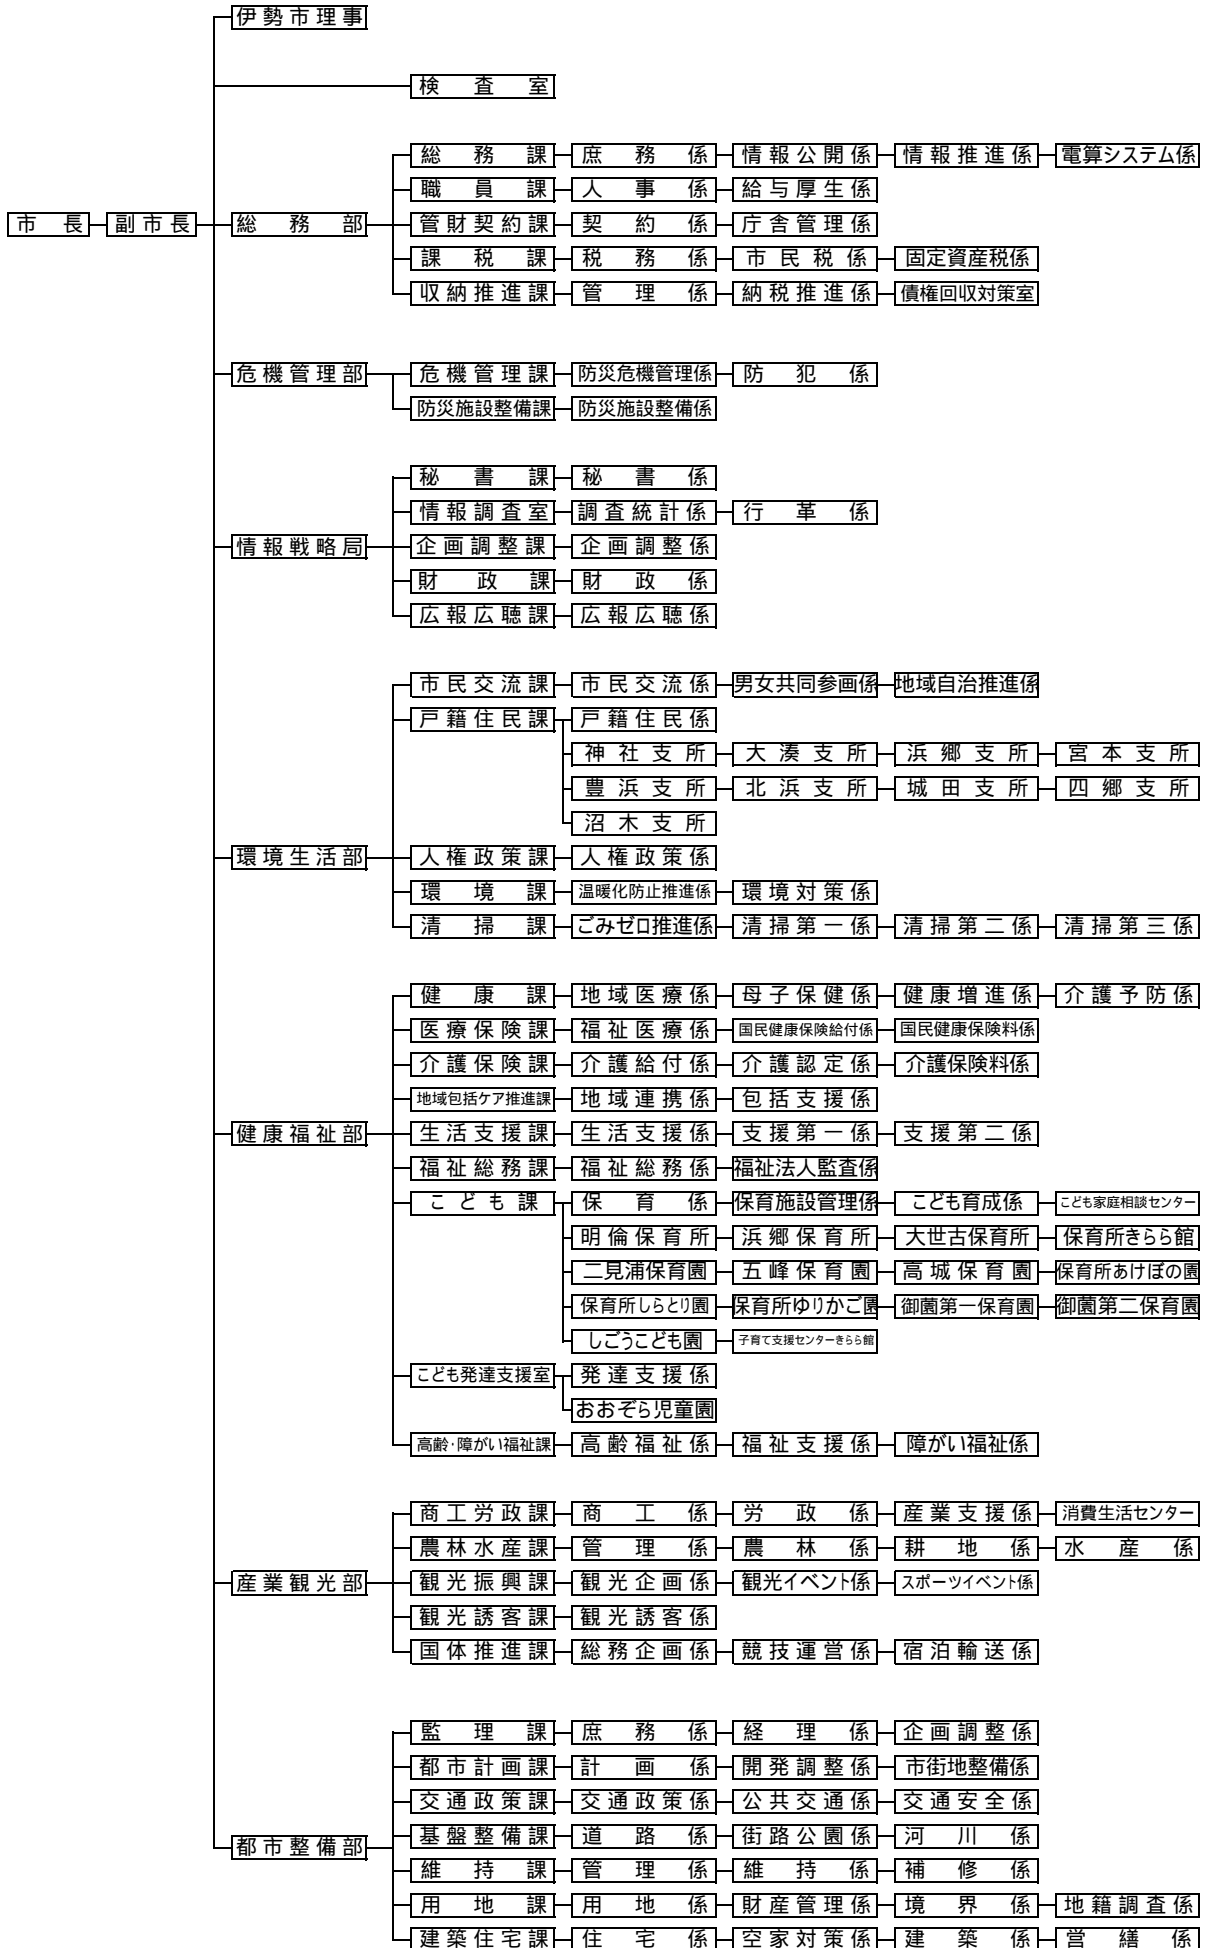 伊勢市理事
検査室
総務課 庶務係 情報公開係 情報推進係 電算システム係
職員課 人事係 給与厚生係
市長 副市長 総務部 管財契約課 契約係 庁舎管理係
課税課 税務係 市民税係 固定資産税係
収納推進課 管理係 納税推進係 債権回収対策室
危機管理部 危機管理課 防災危機管理係 防犯係
防災施設整備課 防災施設整備係
秘書課 秘書係
情報調査室 調査統計係 行革係
情報戦略局 企画調整課 企画調整係
財政課 財政係
広報広聴課 広報広聴係
市民交流課 市民交流係 男女共同参画係 地域自治推進係
戸籍住民課 戸籍住民係
神社支所 大湊支所 浜郷支所 宮本支所
豊浜支所 北浜支所 城田支所 四郷支所
沼木支所
環境生活部 人権政策課 人権政策係
環境課 温暖化防止推進係 環境対策係
清掃課 ごみゼロ推進係 清掃第一係 清掃第二係 清掃第三係
健康課 地域医療係 母子保健係 健康増進係 介護予防係
医療保険課 福祉医療係 国民健康保険給付係 国民健康保険料係
介護保険課 介護給付係 介護認定係 介護保険料係
地域包括ケア推進課 地域連携係 包括支援係
健康福祉部 生活支援課 生活支援係 支援第一係 支援第二係
福祉総務課 福祉総務係 福祉法人監査係
こども課 保育係 保育施設管理係 こども育成係 こども家庭相談センター
明倫保育所 浜郷保育所 大世古保育所 保育所きらら館
二見浦保育園 五峰保育園 高城保育園 保育所あけぼの園
保育所しらとり園 保育所ゆりかご園 御薗第一保育園 御薗第二保育園
しごうこども園 子育て支援センターきらら館
こども発達支援室 発達支援係
おおぞら児童園
高齢・障がい福祉課 高齢福祉係 福祉支援係 障がい福祉係
商工労政課 商工係 労政係 産業支援係 消費生活センター
農林水産課 管理係 農林係 耕地係 水産係
産業観光部 観光振興課 観光企画係 観光イベント係 スポーツイベント係
観光誘客課 観光誘客係
国体推進課 総務企画係 競技運営係 宿泊輸送係
監理課 庶務係 経理係 企画調整係
都市計画課 計画係 開発調整係 市街地整備係
交通政策課 交通政策係 公共交通係 交通安全係
都市整備部 基盤整備課 道路係 街路公園係 河川係
維持課 管理係 維持係 補修係
用地課 用地係 財産管理係 境界係 地籍調査係
建築住宅課 住宅係 空家対策係 建築係 営繕係